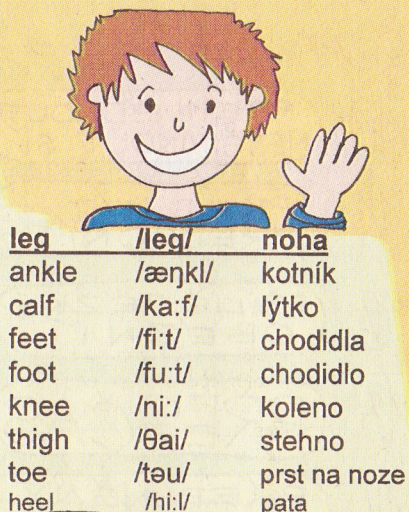 leg /leg/ noha
ankle /æŋkl/ kotník
calf /ka:f/ lýtko
feet /fi:t/ chodidla
foot /fu:t/ chodidlo
knee /ni:/ koleno
thigh /θai/ stehno
toe /təu/ prst na noze
heel /hi:l/ pata